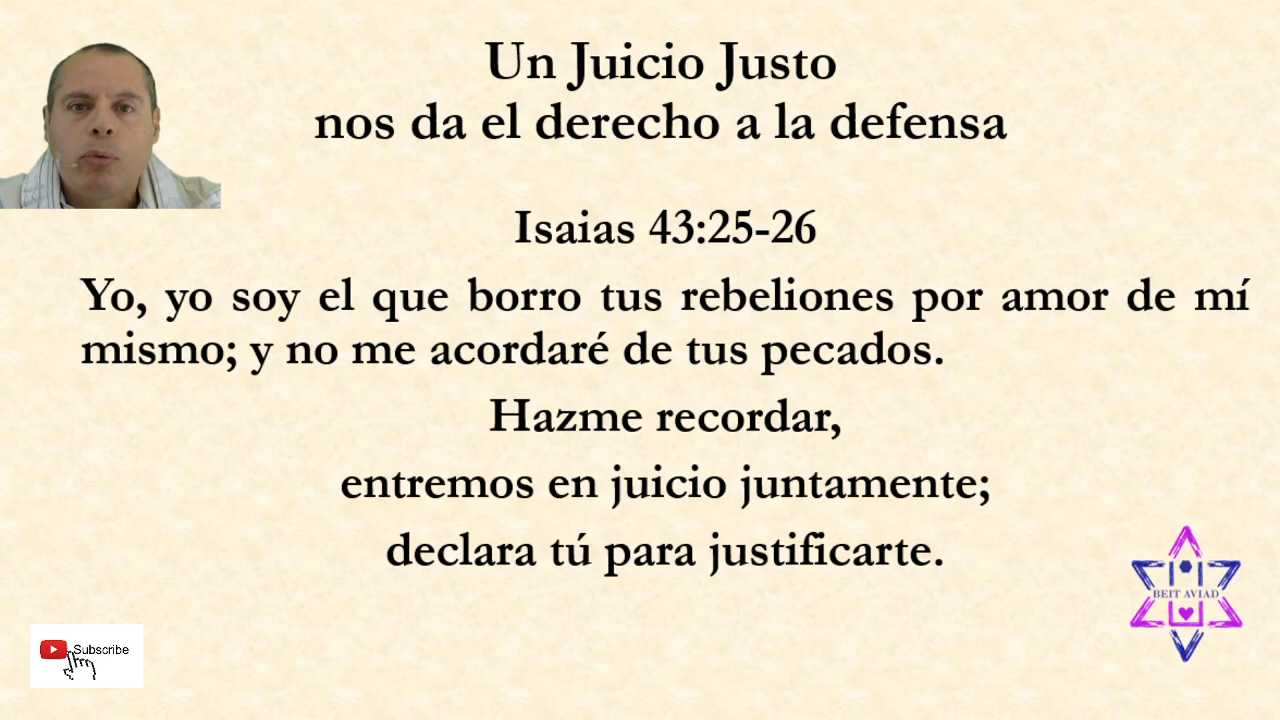 Un Juicio Justo
nos da el derecho a la defensa
Isaias 43:25-26
Yo, yo soy el que borro tus rebeliones por amor de mí
mismo; y no me acordaré de tus pecados.
Hazme recordar,
entremos en juicio juntamente;
declara tú para justificarte.
BEIT AVIAD
Subscribe